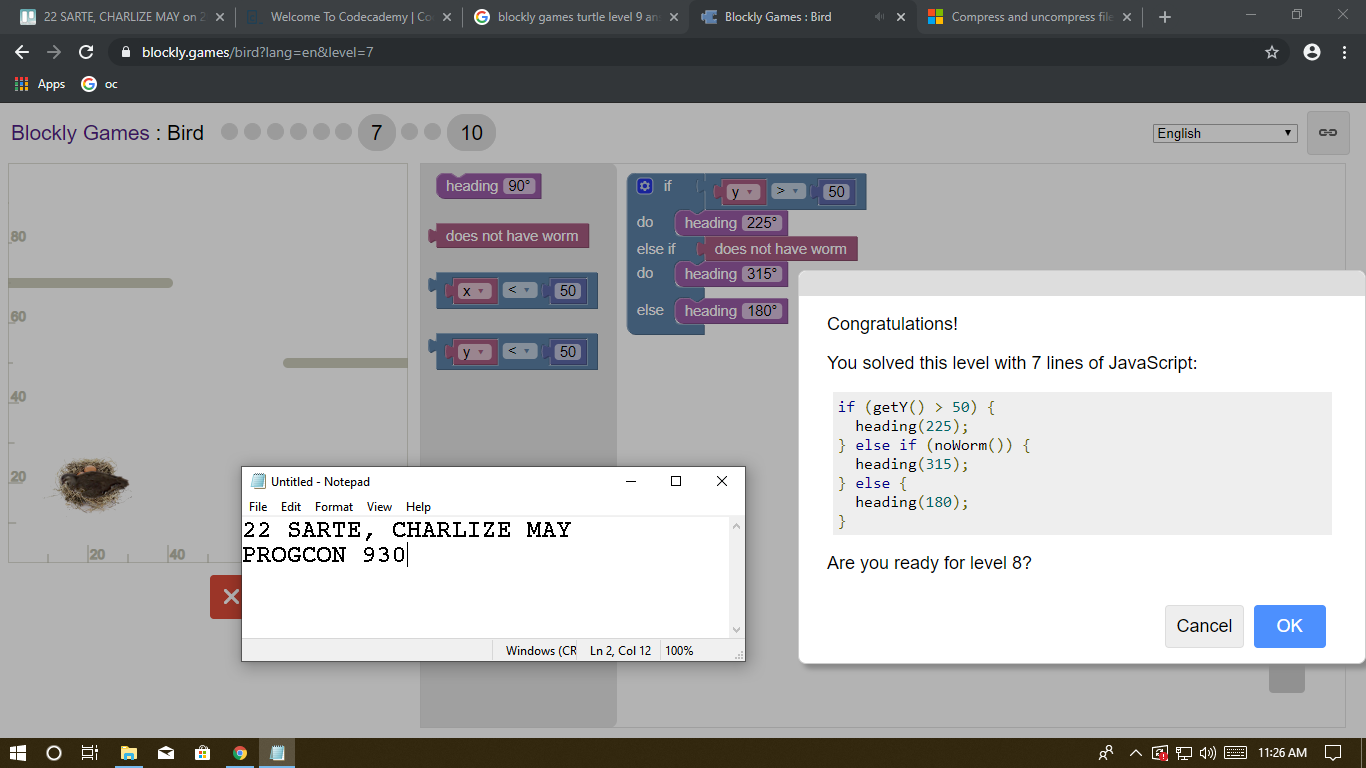 22 SARTE, CHARLIZE MAY on 2
Welcome To Codecademy | Co
blockly games turtle level 9 an
Blockly Games : Bird
Compress and uncompress file
blockly.games/bird?lang=en&level=7
Apps
oc
Blockly Games : Bird
7
10
English
80
60
40
20
20
40
heading 90°
does not have worm
x < 50
y < 50
if y > 50
do heading 225°
else if does not have worm
do heading 315°
else heading 180°
Congratulations!
You solved this level with 7 lines of JavaScript:
if (getY() > 50) {
heading(225);
} else if (noWorm()) {
heading(315);
} else {
heading(180);
}
Are you ready for level 8?
Cancel
OK
Untitled - Notepad
File Edit Format View Help
22 SARTE, CHARLIZE MAY
PROGCON 930
Windows (CR Ln 2, Col 12 100%
11:26 AM